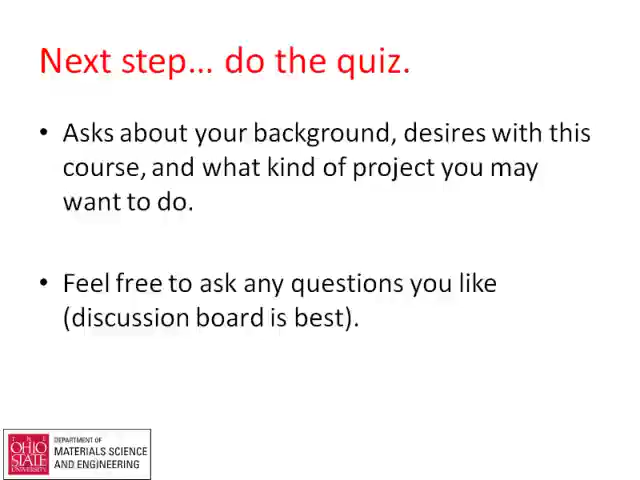 Next step... do the quiz.
• Asks about your background, desires with this
course, and what kind of project you may
want to do.
• Feel free to ask any questions you like
(discussion board is best).
THE
OHIO
STATE
UNIVERSITY
DEPARTMENT OF
MATERIALS SCIENCE
AND ENGINEERING